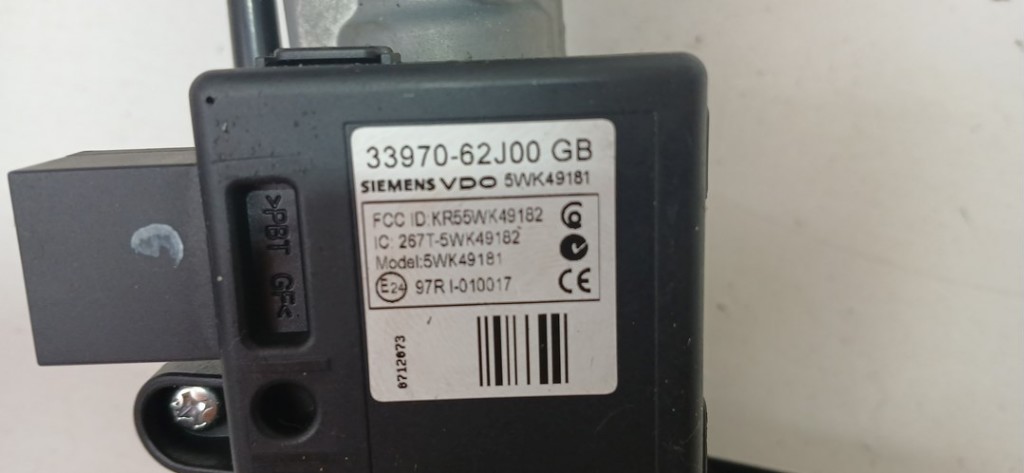 33970-62J00 GB
SIEMENS VDO 5WK49181
FCC ID:KR55WK49182
IC: 267T-5WK49182
Model:5WK49181
E24 97R I-010017
CE
0712073
>PBT GF<